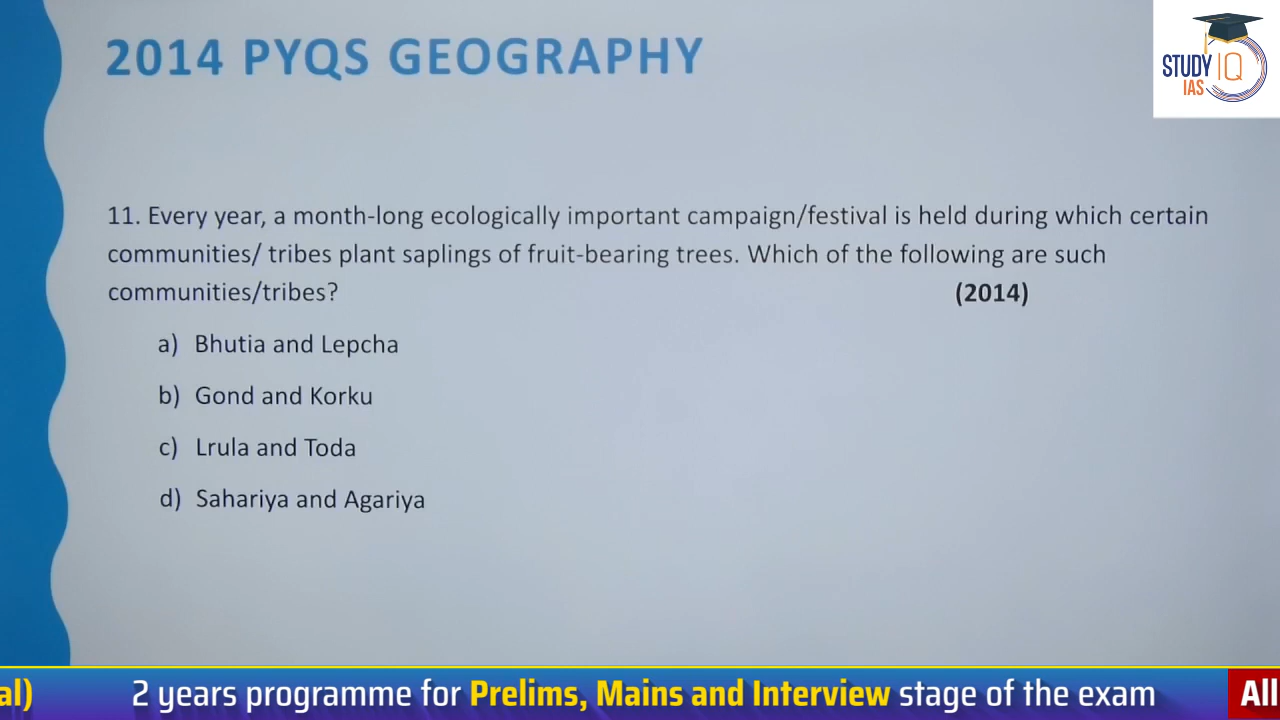 2014 PYQS GEOGRAPHY
STUDY IQ
IAS
11. Every year, a month-long ecologically important campaign/festival is held during which certain
communities/ tribes plant saplings of fruit-bearing trees. Which of the following are such
communities/tribes? (2014)
a) Bhutia and Lepcha
b) Gond and Korku
c) Lrula and Toda
d) Sahariya and Agariya
al) 2 years programme for Prelims, Mains and Interview stage of the exam All